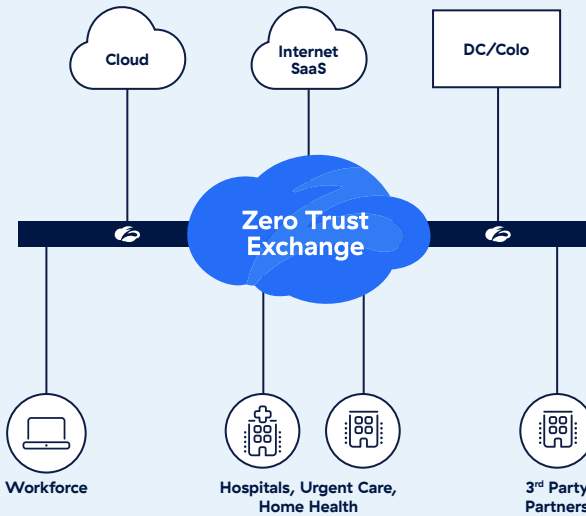 Cloud
Internet
SaaS
DC/Colo
Zero Trust
Exchange
Workforce
Hospitals, Urgent Care,
Home Health
3rd Party
Partners